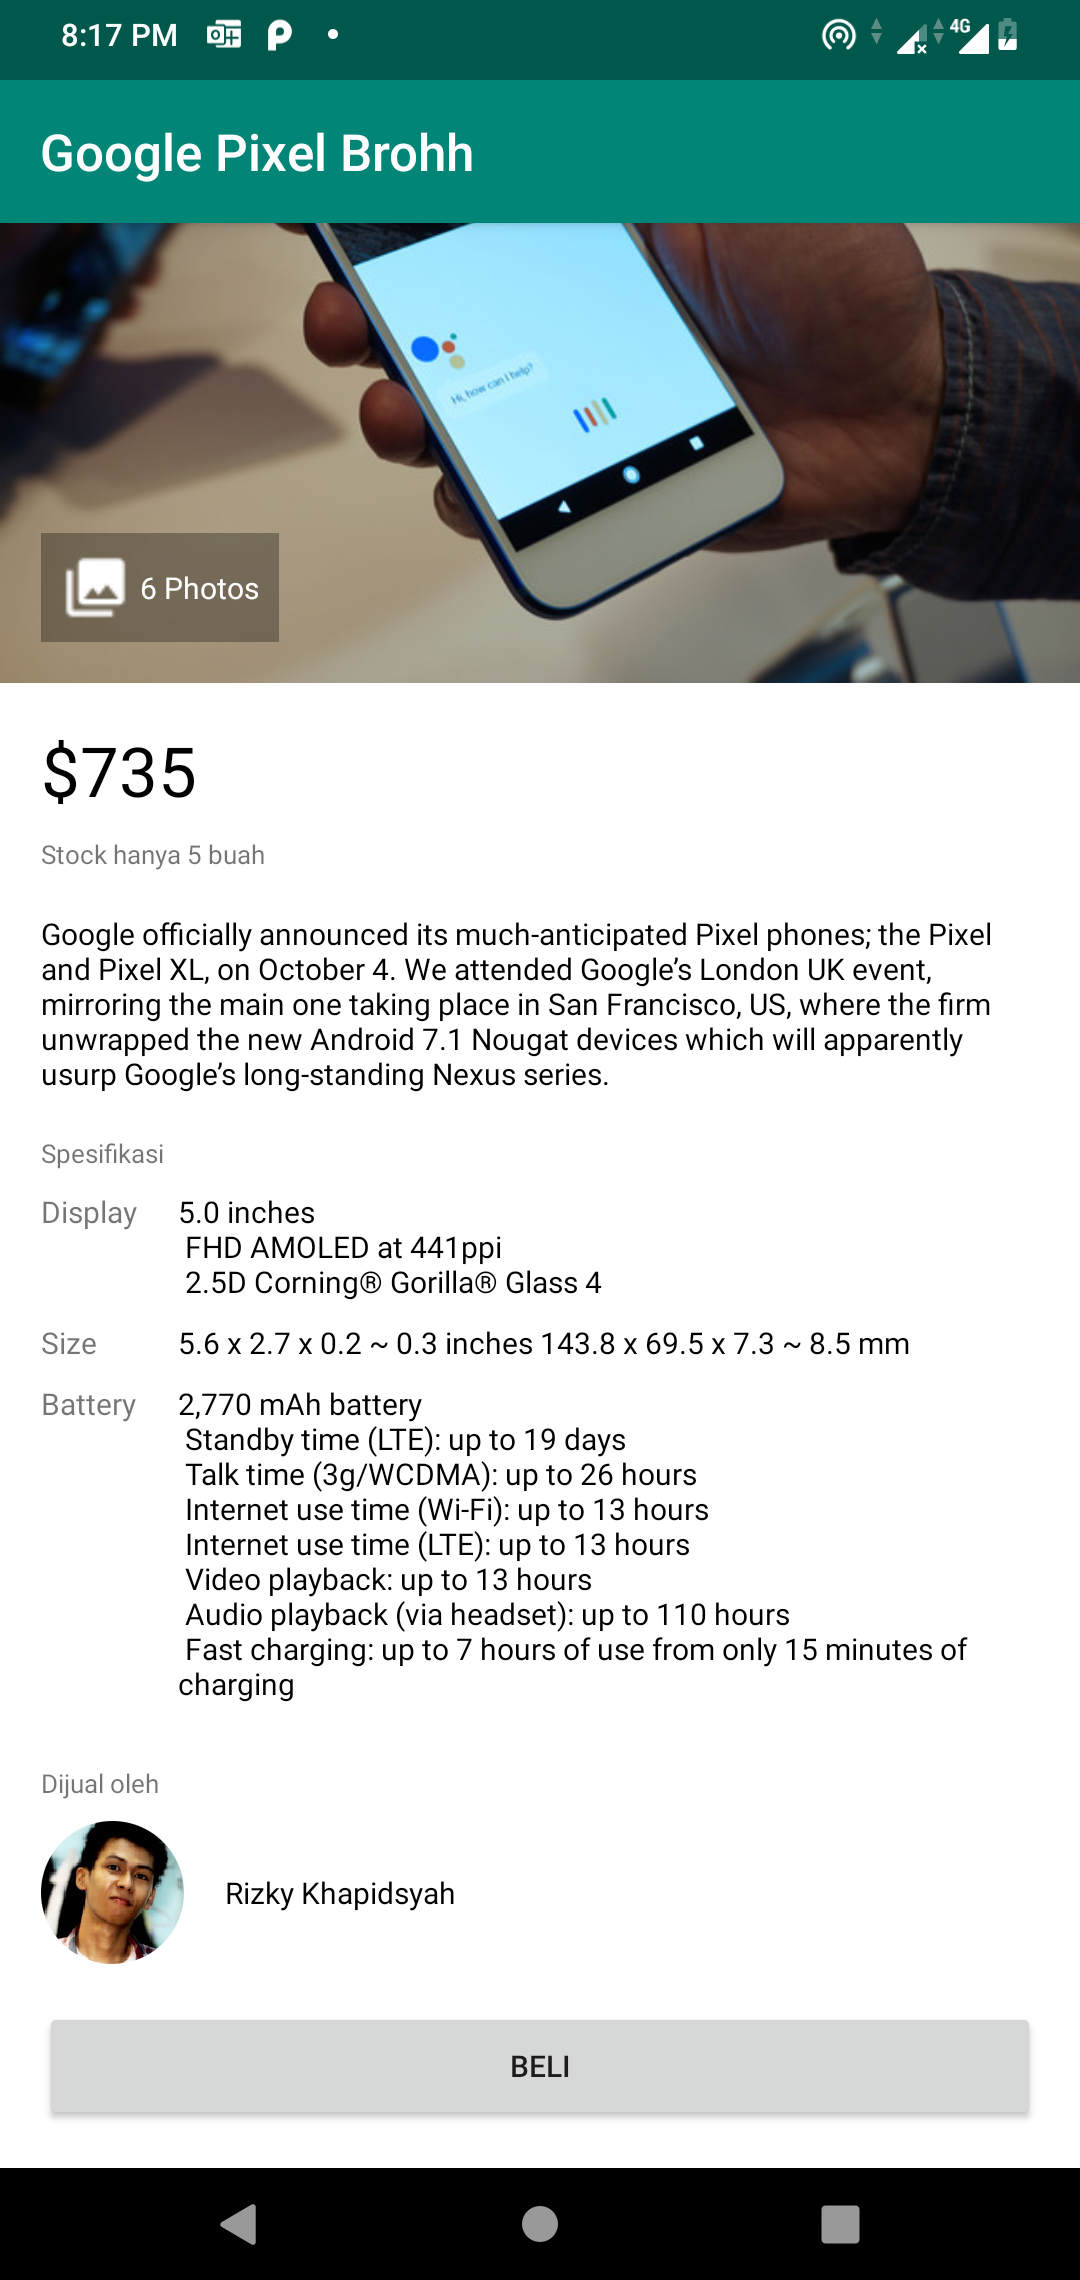 8:17 PM
4G
Google Pixel Brohh
Hi, how can I help?
6 Photos
$735
Stock hanya 5 buah
Google officially announced its much-anticipated Pixel phones; the Pixel
and Pixel XL, on October 4. We attended Google’s London UK event,
mirroring the main one taking place in San Francisco, US, where the firm
unwrapped the new Android 7.1 Nougat devices which will apparently
usurp Google’s long-standing Nexus series.
Spesifikasi
Display 5.0 inches
FHD AMOLED at 441ppi
2.5D Corning® Gorilla® Glass 4
Size 5.6 x 2.7 x 0.2 ~ 0.3 inches 143.8 x 69.5 x 7.3 ~ 8.5 mm
Battery 2,770 mAh battery
Standby time (LTE): up to 19 days
Talk time (3g/WCDMA): up to 26 hours
Internet use time (Wi-Fi): up to 13 hours
Internet use time (LTE): up to 13 hours
Video playback: up to 13 hours
Audio playback (via headset): up to 110 hours
Fast charging: up to 7 hours of use from only 15 minutes of
charging
Dijual oleh
Rizky Khapidsyah
BELI